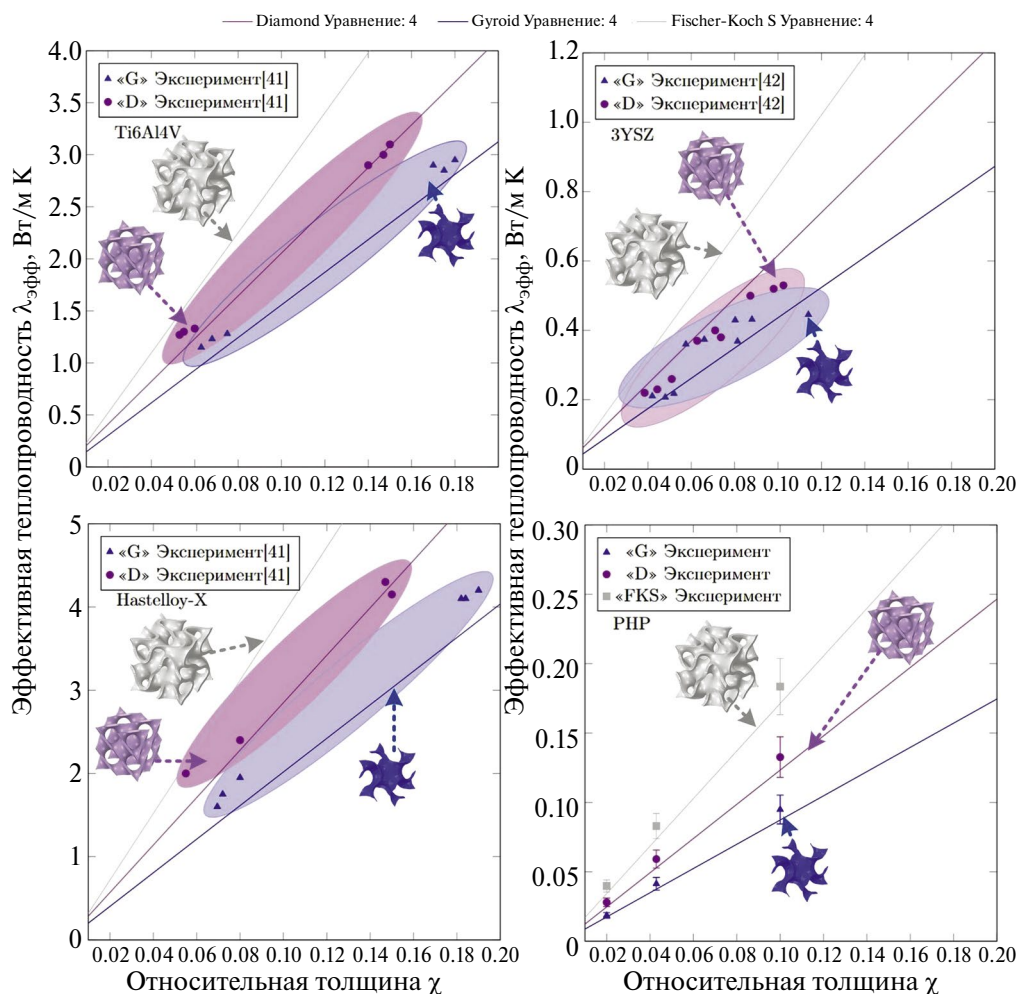 Diamond Уравнение: 4 Gyroid Уравнение: 4 Fischer-Koch S Уравнение: 4
Эффективная теплопроводность λэфф, Вт/м К
4.0
3.5
3.0
2.5
2.0
1.5
1.0
0.5
0
«G» Эксперимент[41]
«D» Эксперимент[41]
Ti6Al4V
0.02 0.04 0.06 0.08 0.10 0.12 0.14 0.16 0.18
Эффективная теплопроводность λэфф, Вт/м К
1.2
1.0
0.8
0.6
0.4
0.2
0
«G» Эксперимент[42]
«D» Эксперимент[42]
3YSZ
0.02 0.04 0.06 0.08 0.10 0.12 0.14 0.16 0.18 0.20
5
4
3
2
1
0
«G» Эксперимент[41]
«D» Эксперимент[41]
Hastelloy-X
0.02 0.04 0.06 0.08 0.10 0.12 0.14 0.16 0.18 0.20
Относительная толщина χ
0.30
0.25
0.20
0.15
0.10
0.05
0
«G» Эксперимент
«D» Эксперимент
«FKS» Эксперимент
PHP
0.02 0.04 0.06 0.08 0.10 0.12 0.14 0.16 0.18 0.20
Относительная толщина χ